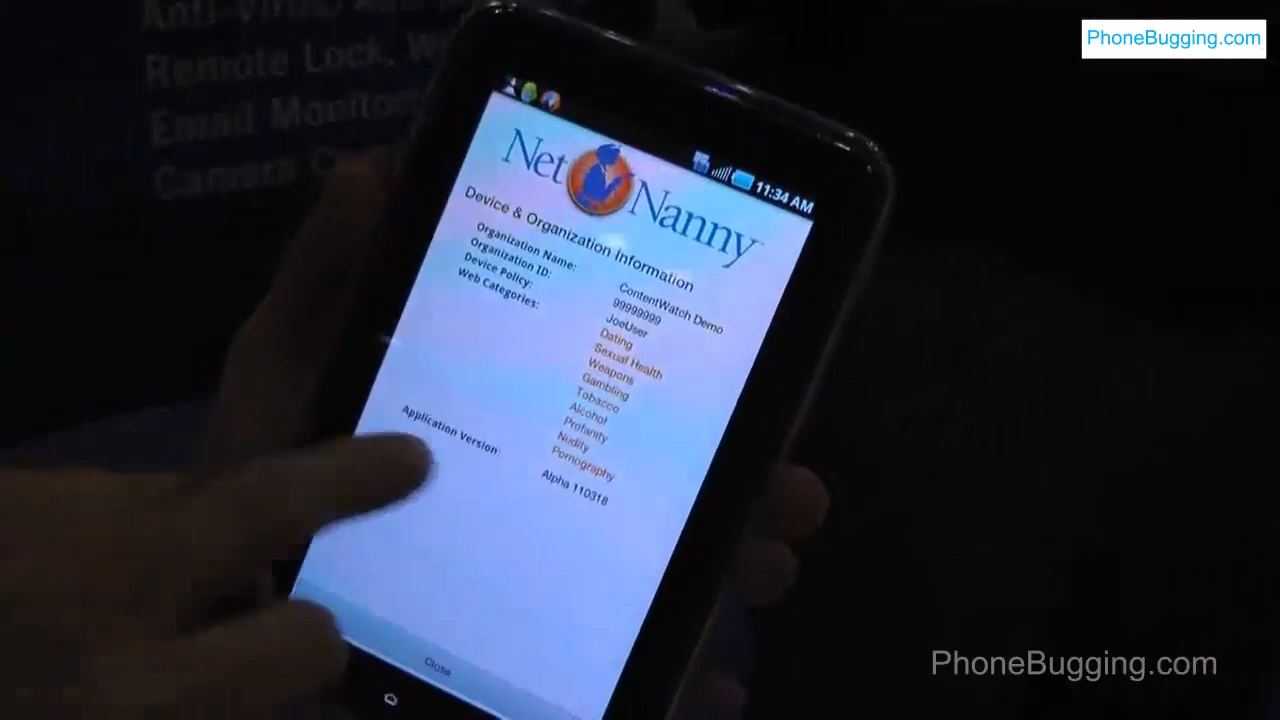 PhoneBugging.com
Remote Lock, W
Email Monito
Camera
11:34 AM
Net Nanny
Device & Organization Information
Organization Name: ContentWatch Demo
Organization ID: 99999999
Device Policy: JoeUser
Web Categories: Dating
Sexual Health
Weapons
Gambling
Tobacco
Alcohol
Profanity
Nudity
Pornography
Application Version: Alpha 110318
Close
PhoneBugging.com